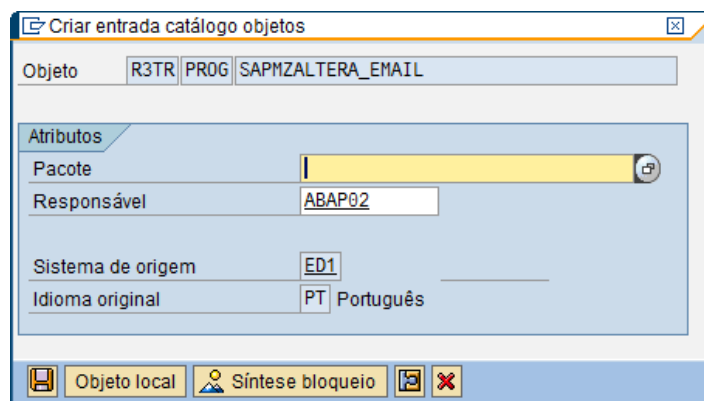 Criar entrada catálogo objetos
Objeto R3TR PROG SAPMZALTERA_EMAIL
Atributos
Pacote
Responsável ABAP02
Sistema de origem ED1
Idioma original PT Português
Objeto local Síntese bloqueio